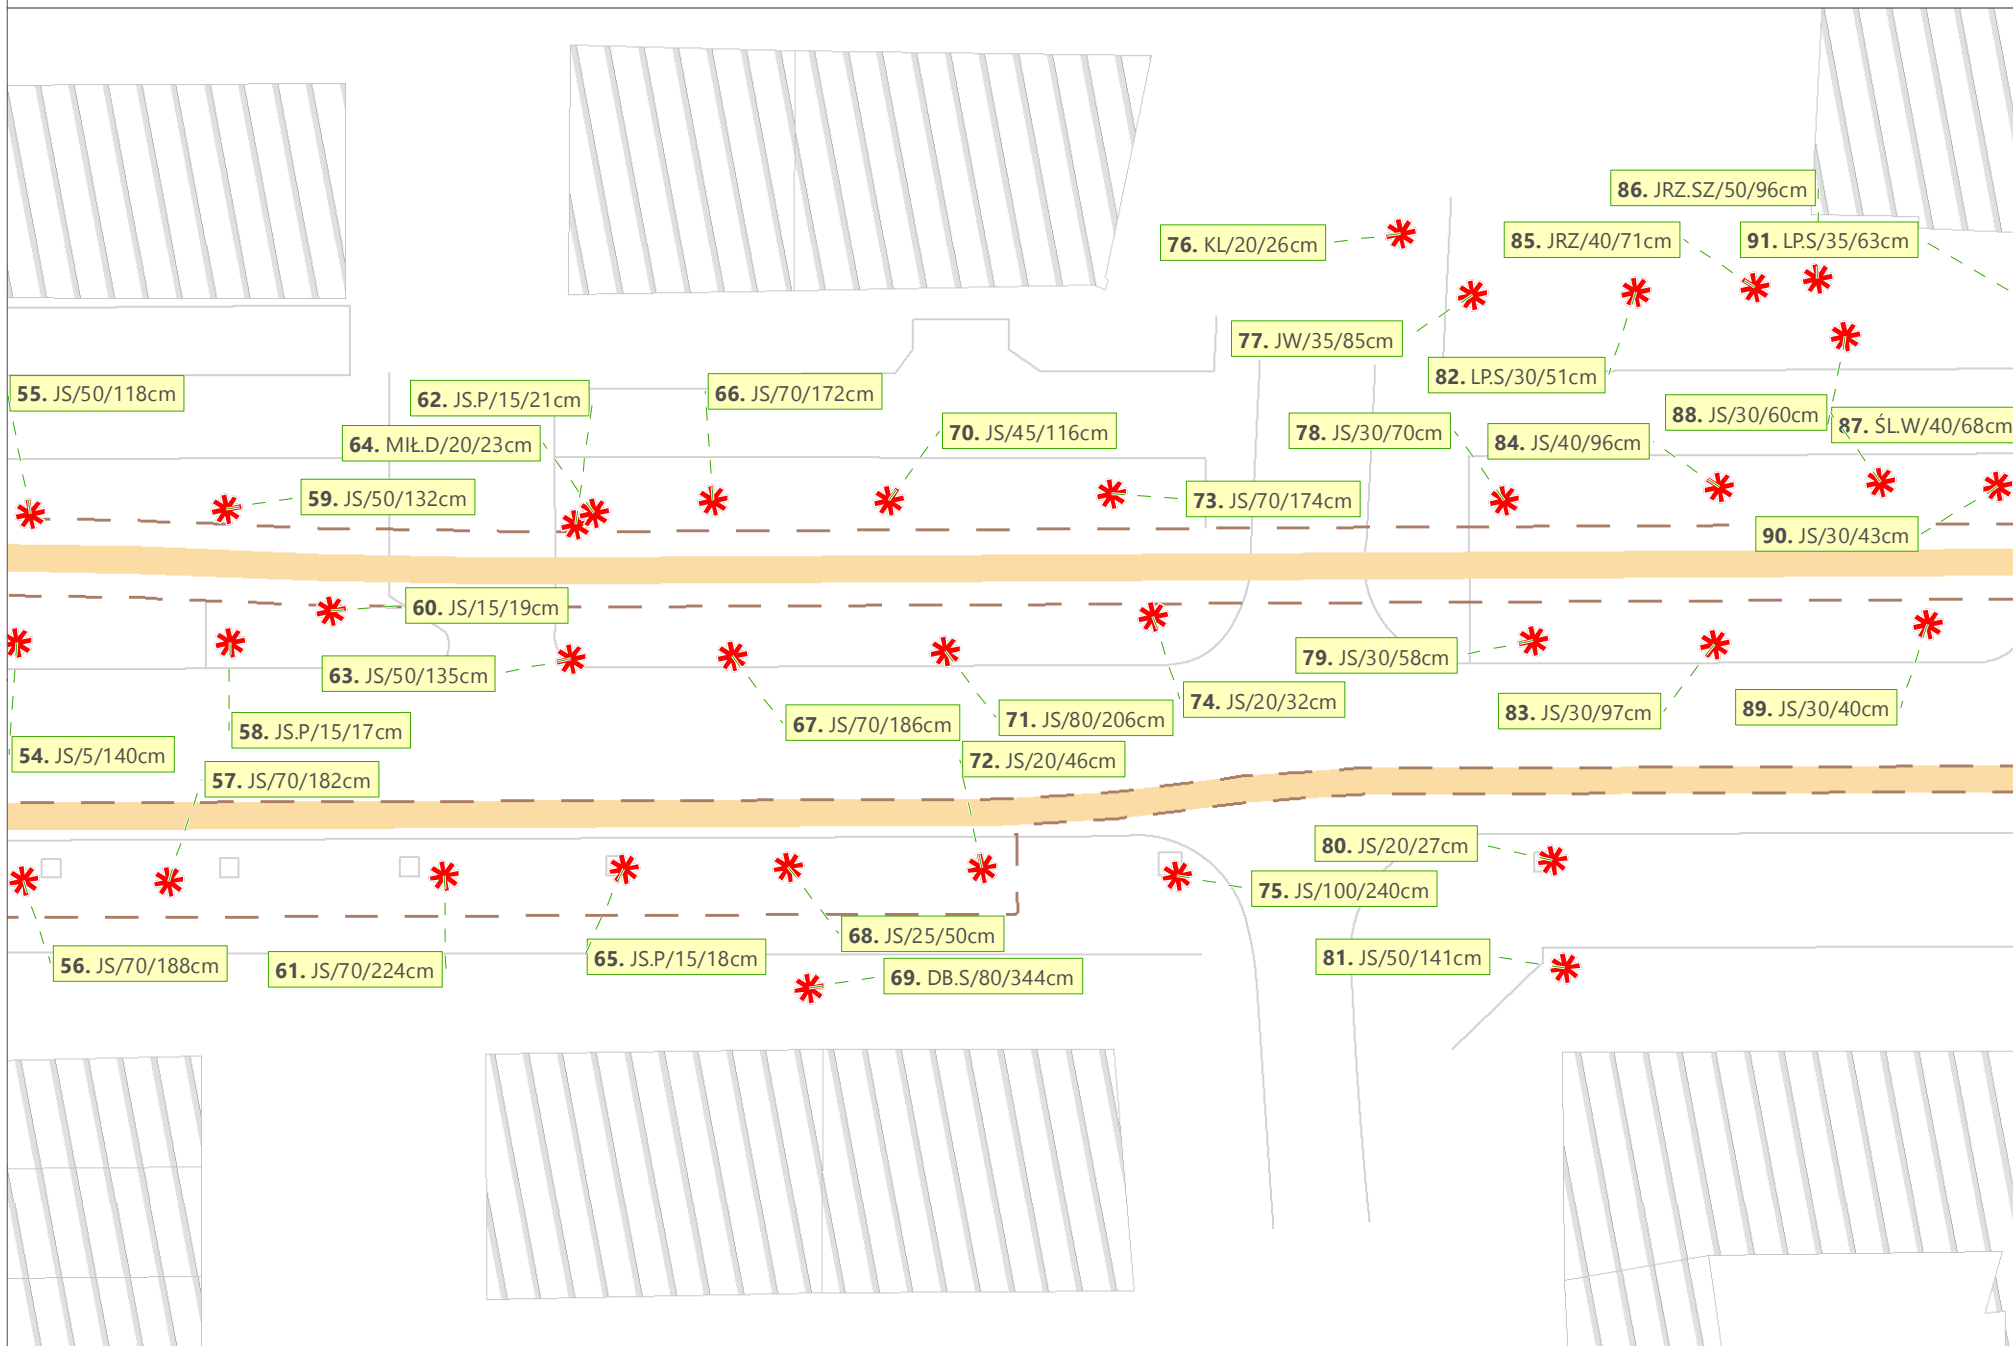 86. JRZ.SZ/50/96cm
76. KL/20/26cm
85. JRZ/40/71cm
91. LP.S/35/63cm
77. JW/35/85cm
82. LP.S/30/51cm
55. JS/50/118cm
62. JS.P/15/21cm
66. JS/70/172cm
88. JS/30/60cm
87. ŚL.W/40/68cm
64. MIŁ.D/20/23cm
70. JS/45/116cm
78. JS/30/70cm
84. JS/40/96cm
59. JS/50/132cm
73. JS/70/174cm
90. JS/30/43cm
60. JS/15/19cm
63. JS/50/135cm
79. JS/30/58cm
74. JS/20/32cm
83. JS/30/97cm
89. JS/30/40cm
58. JS.P/15/17cm
67. JS/70/186cm
71. JS/80/206cm
54. JS/5/140cm
72. JS/20/46cm
57. JS/70/182cm
80. JS/20/27cm
75. JS/100/240cm
68. JS/25/50cm
56. JS/70/188cm
61. JS/70/224cm
65. JS.P/15/18cm
81. JS/50/141cm
69. DB.S/80/344cm